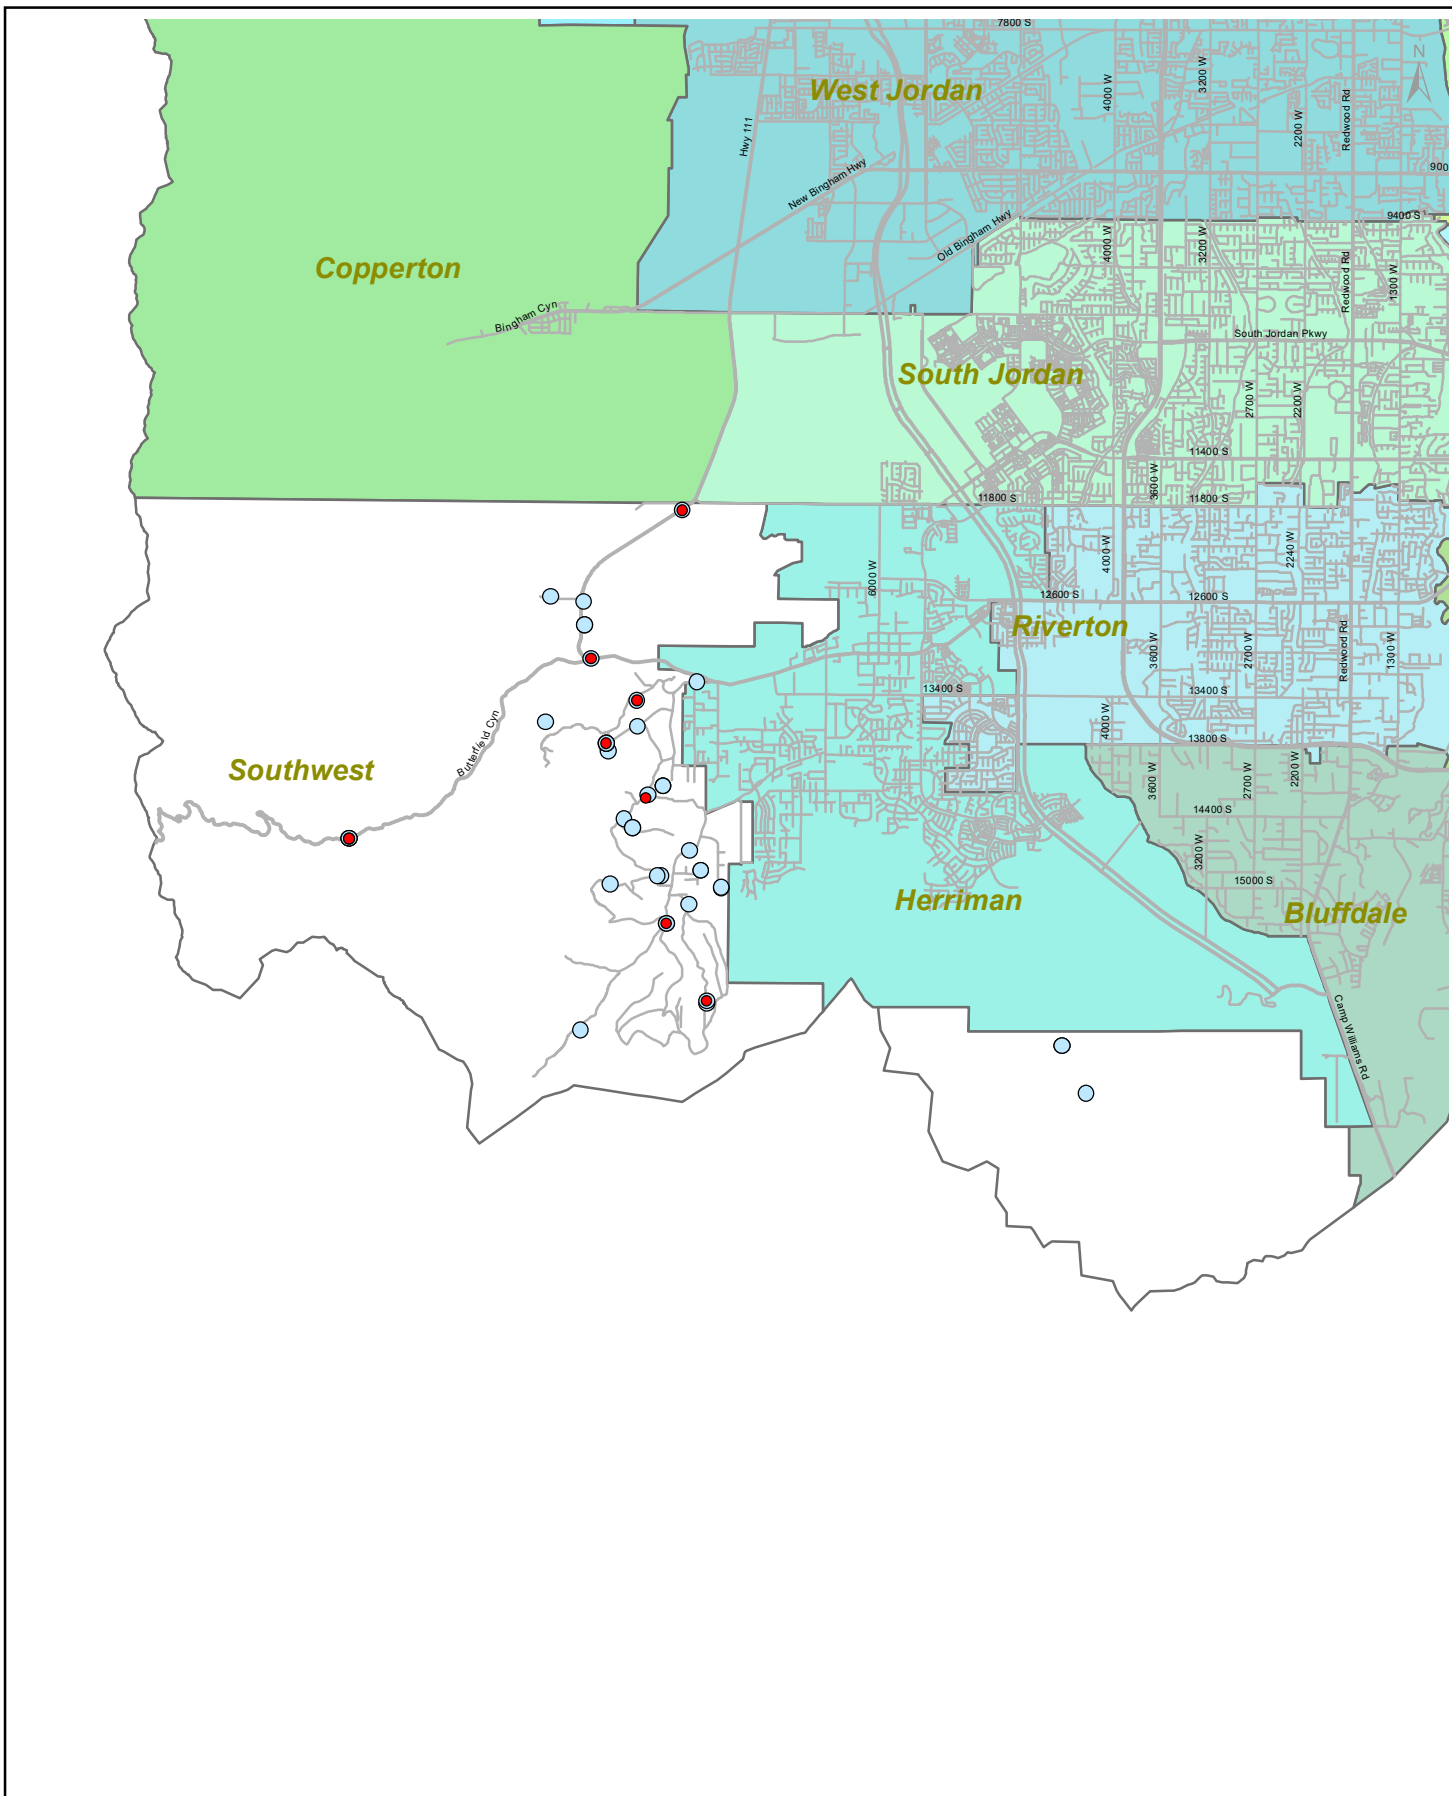 7800 S
N
West Jordan
4000 W
3200 W
2200 W
Redwood Rd
Hwy 111
New Bingham Hwy
900
Old Bingham Hwy
9400 S
Copperton
4000 W
3200 W
Redwood Rd
1300 W
Bingham Cyn
South Jordan Pkwy
South Jordan
2700 W
2200 W
11400 S
3600 W
11800 S
11800 S
6000 W
4000 W
2240 W
12600 S
12600 S
Riverton
3600 W
2700 W
Redwood Rd
1300 W
13400 S
13400 S
4000 W
Butterfield Cyn
13800 S
Southwest
3600 W
2700 W
2200 W
14400 S
3200 W
15000 S
Herriman
Bluffdale
Camp Williams Rd